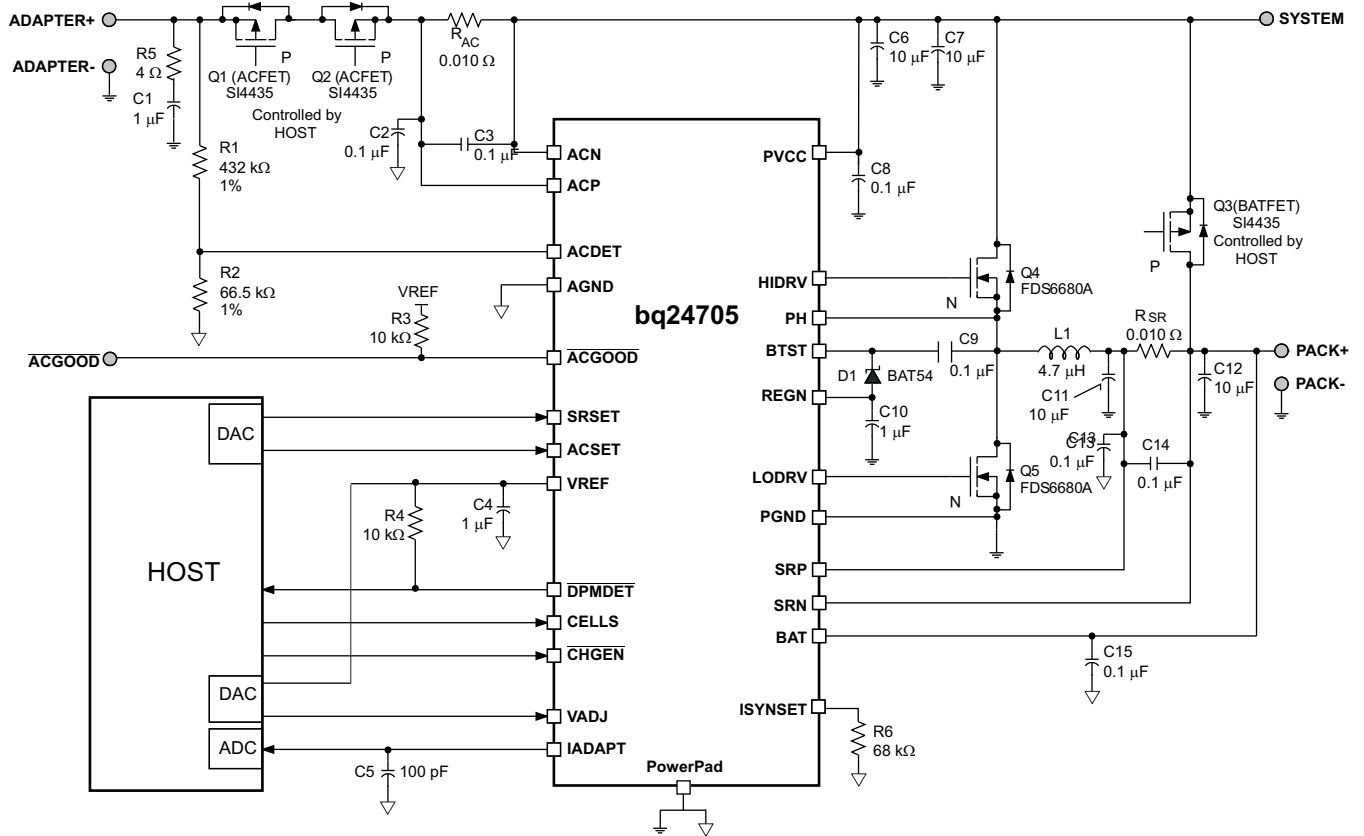 ADAPTER+
ADAPTER-
R5
4 Ω
C1
1 µF
P
Q1 (ACFET)
SI4435
P
Q2 (ACFET)
SI4435
Controlled by
HOST
RAC
0.010 Ω
C2
0.1 µF
C3
0.1 µF
R1
432 kΩ
1%
R2
66.5 kΩ
1%
VREF
R3
10 kΩ
ACGOOD
HOST
DAC
DAC
ADC
R4
10 kΩ
C4
1 µF
C5
100 pF
bq24705
ACN
ACP
ACDET
AGND
ACGOOD
SRSET
ACSET
VREF
DPMDET
CELLS
CHGEN
VADJ
IADAPT
PowerPad
PVCC
HIDRV
PH
BTST
REGN
LODRV
PGND
SRP
SRN
BAT
ISYNSET
SYSTEM
C6
10 µF
C7
10 µF
C8
0.1 µF
Q3(BATFET)
SI4435
Controlled by
HOST
P
Q4
FDS6680A
N
C9
0.1 µF
D1
BAT54
C10
1 µF
L1
4.7 µH
RSR
0.010 Ω
C11
10 µF
C12
10 µF
PACK+
PACK-
C13
0.1 µF
C14
0.1 µF
Q5
FDS6680A
N
C15
0.1 µF
R6
68 kΩ